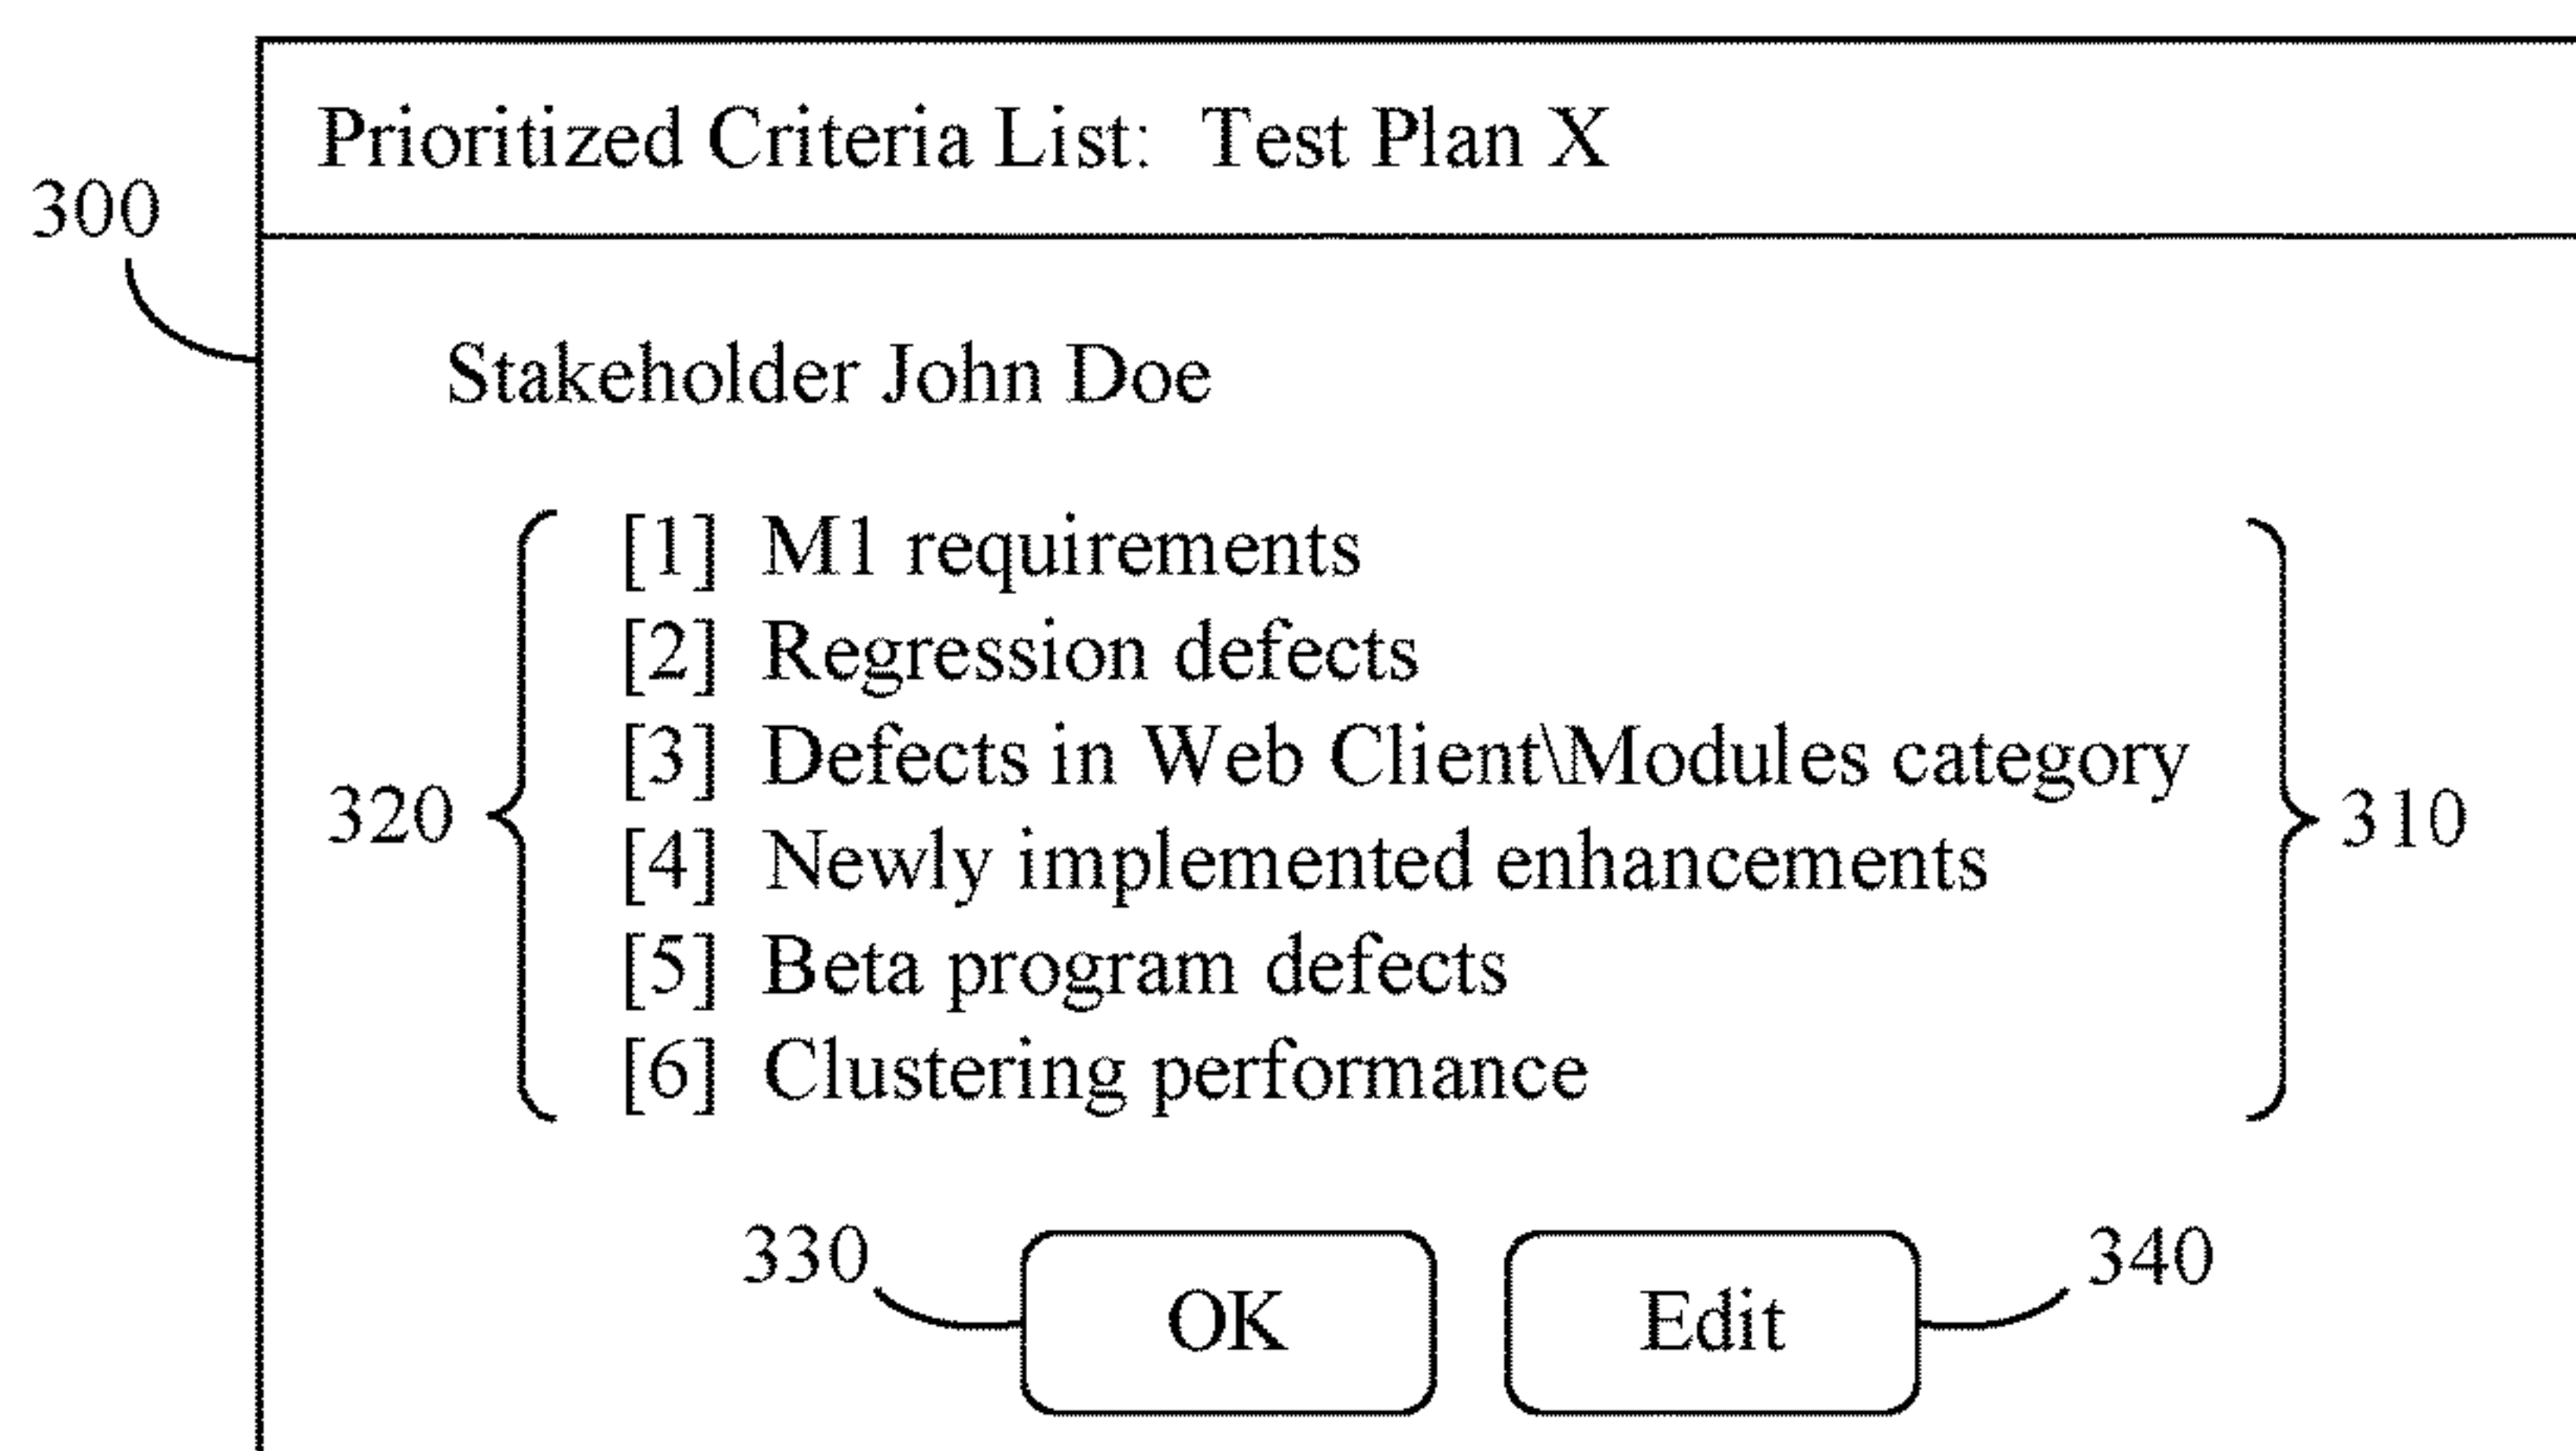 Prioritized Criteria List: Test Plan X
300
Stakeholder John Doe
[1] M1 requirements
[2] Regression defects
[3] Defects in Web Client\Modules category
320
310
[4] Newly implemented enhancements
[5] Beta program defects
[6] Clustering performance
330
OK
Edit
340